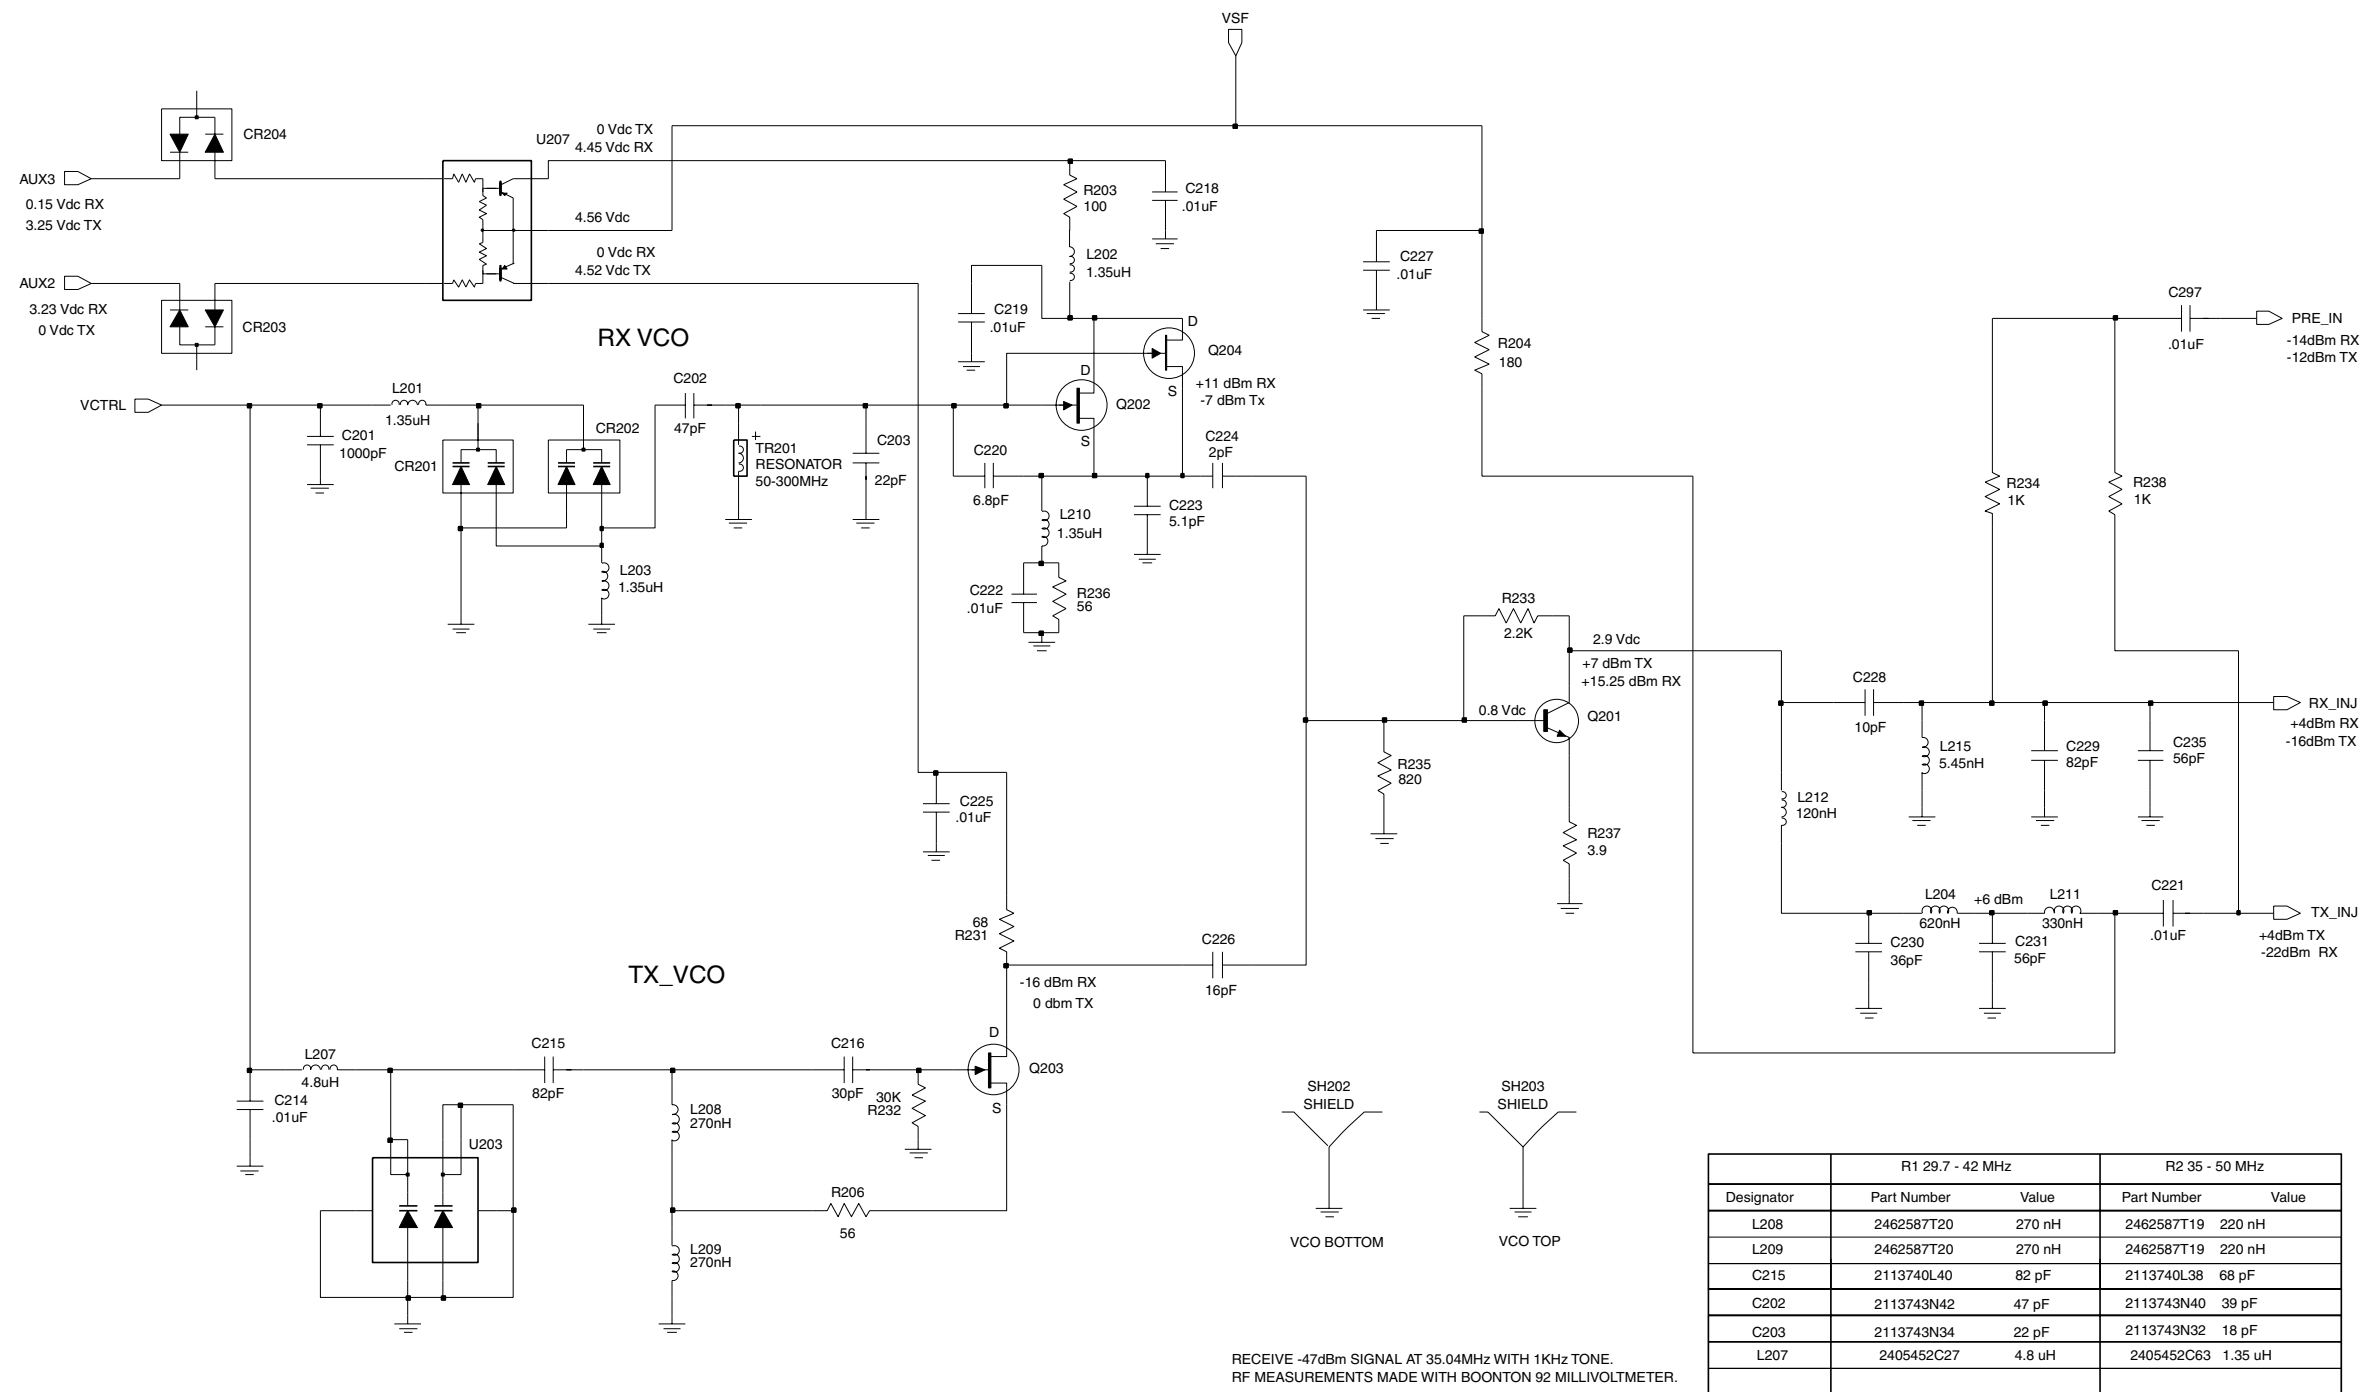 VSF
CR204
AUX3
0.15 Vdc RX
3.25 Vdc TX
U207
0 Vdc TX
4.45 Vdc RX
4.56 Vdc
0 Vdc RX
4.52 Vdc TX
AUX2
3.23 Vdc RX
0 Vdc TX
CR203
RX VCO
R203
100
C218
.01uF
L202
1.35uH
C219
.01uF
D
Q204
S
+11 dBm RX
-7 dBm Tx
D
Q202
S
C227
.01uF
R204
180
C297
.01uF
PRE_IN
-14dBm RX
-12dBm TX
VCTRL
L201
1.35uH
C201
1000pF
CR201
CR202
C202
47pF
+
TR201
RESONATOR
50-300MHz
C203
22pF
C220
6.8pF
C224
2pF
L210
1.35uH
C223
5.1pF
L203
1.35uH
C222
.01uF
R236
56
R234
1K
R238
1K
R233
2.2K
2.9 Vdc
+7 dBm TX
+15.25 dBm RX
0.8 Vdc
Q201
R235
820
R237
3.9
C228
10pF
RX_INJ
+4dBm RX
-16dBm TX
L215
5.45nH
C229
82pF
C235
56pF
L212
120nH
L204
620nH
+6 dBm
L211
330nH
C221
.01uF
TX_INJ
+4dBm TX
-22dBm RX
C230
36pF
C231
56pF
C225
.01uF
68
R231
C226
16pF
-16 dBm RX
0 dbm TX
TX_VCO
L207
4.8uH
C214
.01uF
C215
82pF
C216
30pF
30K
R232
D
Q203
S
L208
270nH
U203
R206
56
L209
270nH
SH202
SHIELD
VCO BOTTOM
SH203
SHIELD
VCO TOP
R1 29.7 - 42 MHz R2 35 - 50 MHz
Designator Part Number Value Part Number Value
L208 2462587T20 270 nH 2462587T19 220 nH
L209 2462587T20 270 nH 2462587T19 220 nH
C215 2113740L40 82 pF 2113740L38 68 pF
C202 2113743N42 47 pF 2113743N40 39 pF
C203 2113743N34 22 pF 2113743N32 18 pF
L207 2405452C27 4.8 uH 2405452C63 1.35 uH
RECEIVE -47dBm SIGNAL AT 35.04MHz WITH 1KHz TONE.
RF MEASUREMENTS MADE WITH BOONTON 92 MILLIVOLTMETER.